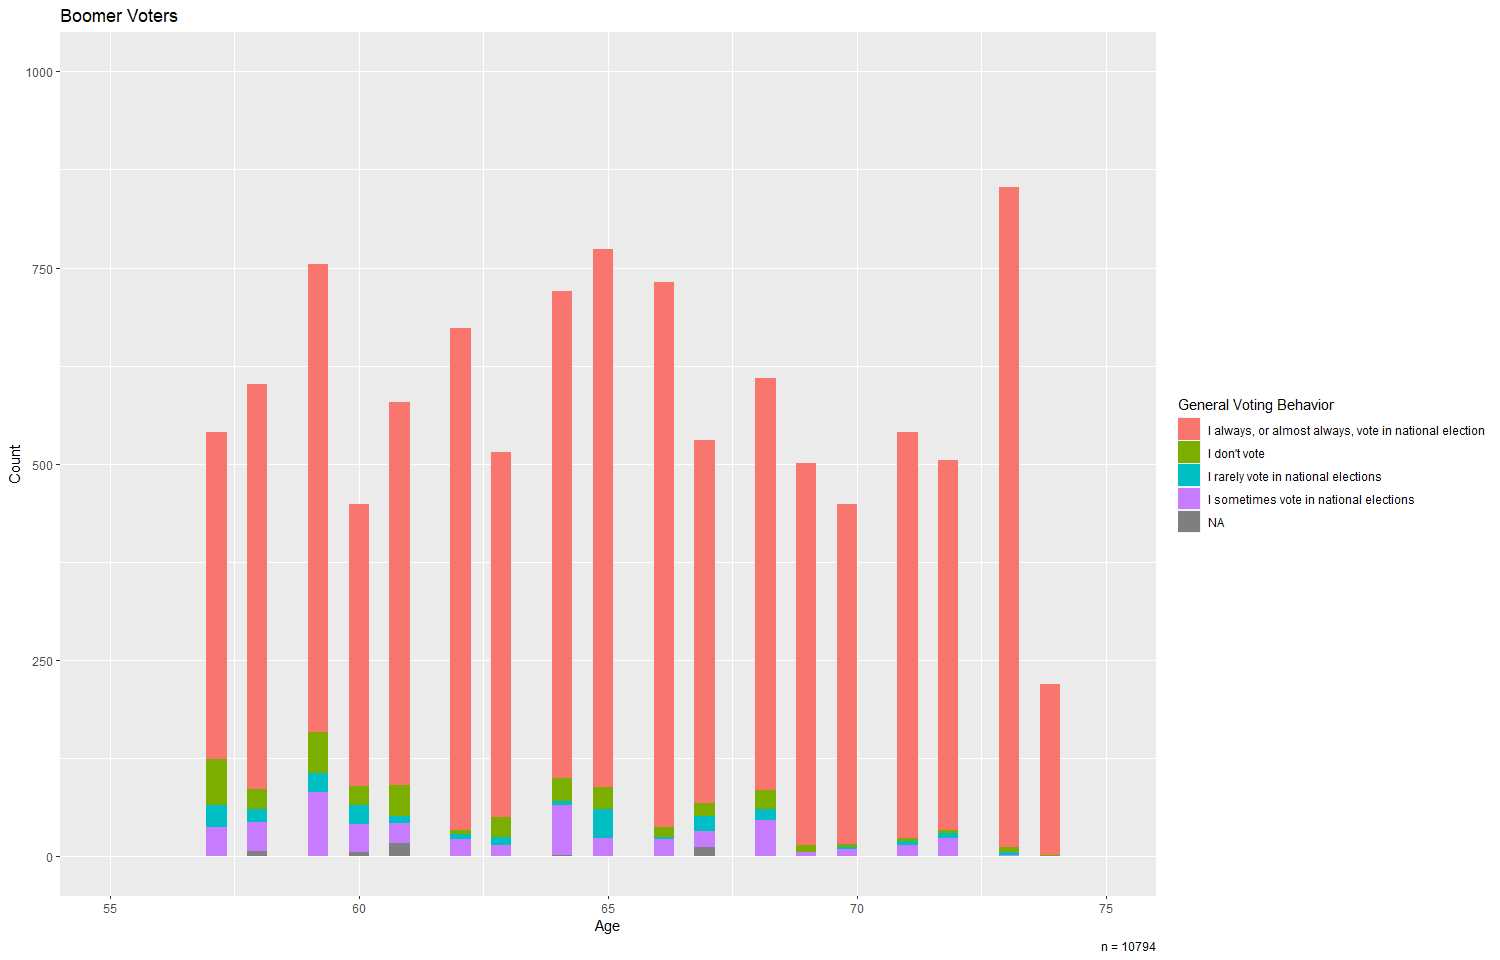 Boomer Voters
1000
750
500
250
0
Count
55 60 65 70 75
Age
n = 10794
General Voting Behavior
I always, or almost always, vote in national election
I don't vote
I rarely vote in national elections
I sometimes vote in national elections
NA